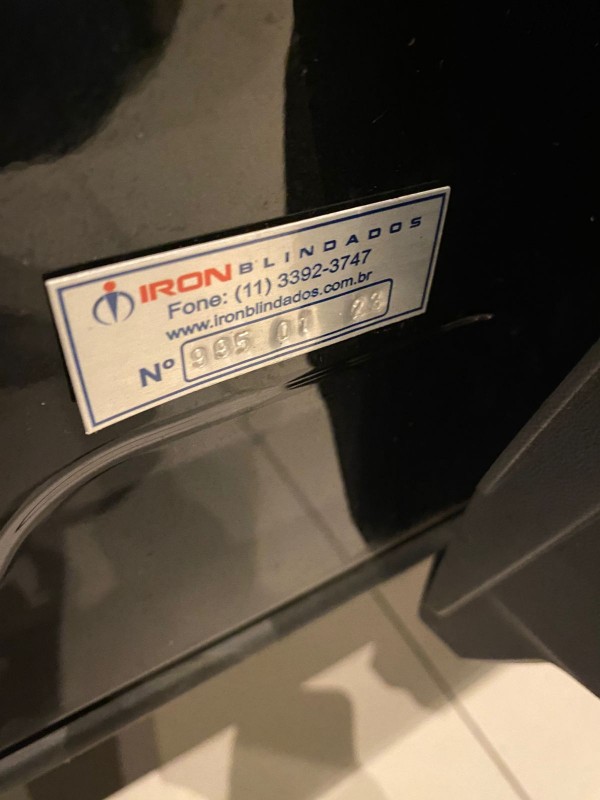 IRON BLINDADOS
Fone: (11) 3392-3747
www.ironblindados.com.br
Nº 995 01 23